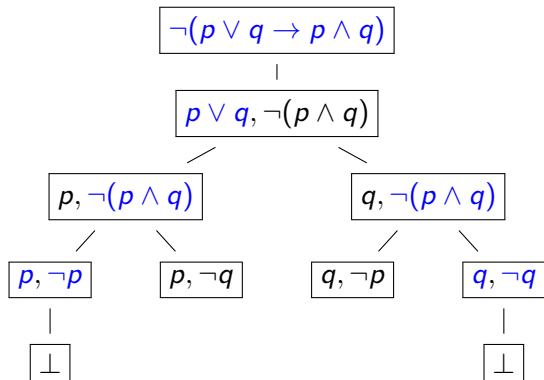 ¬(p ∨ q → p ∧ q)
p ∨ q, ¬(p ∧ q)
p, ¬(p ∧ q) q, ¬(p ∧ q)
p, ¬p p, ¬q q, ¬p q, ¬q
⊥ ⊥